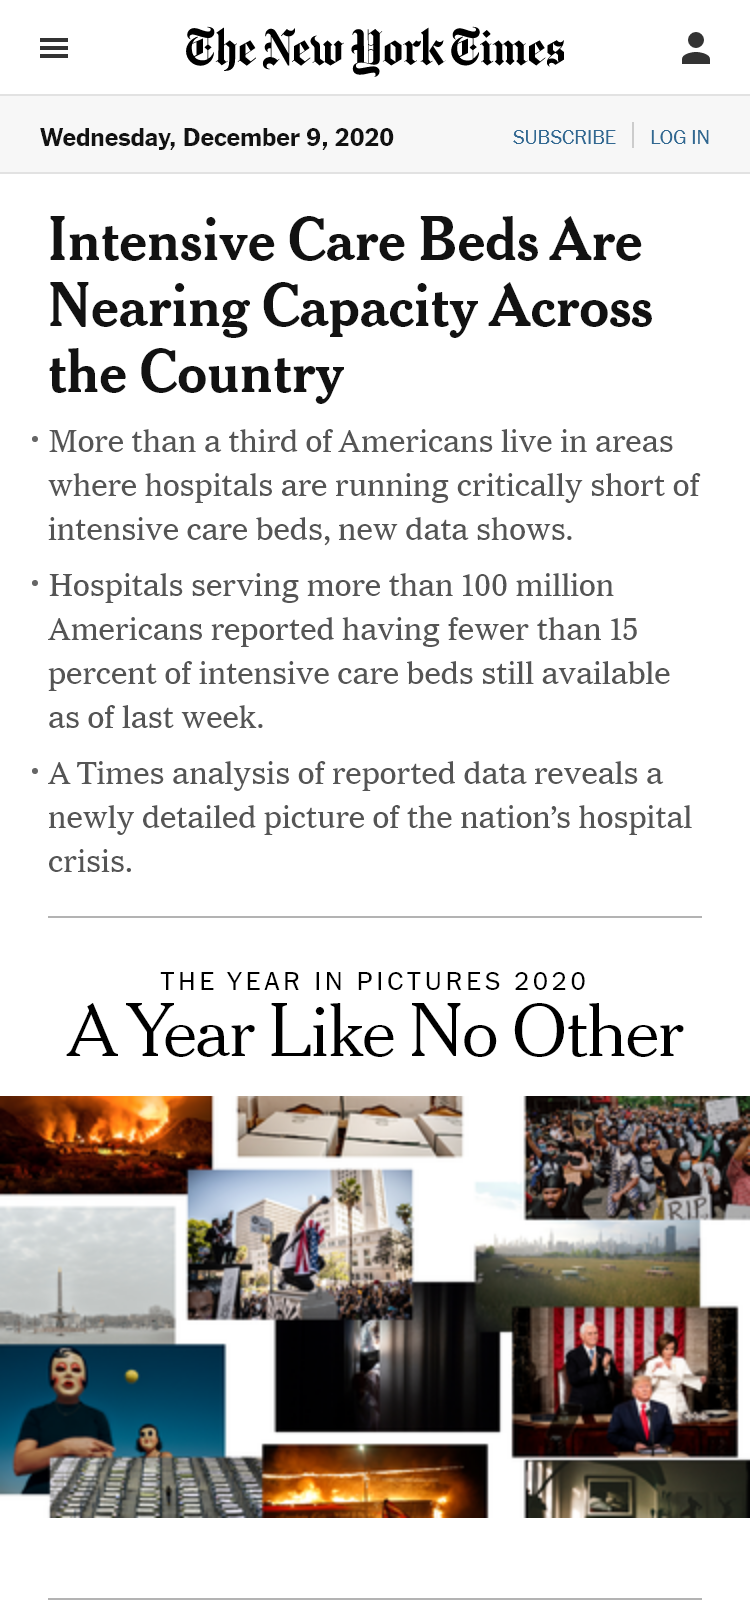 The New York Times
Wednesday, December 9, 2020
SUBSCRIBE
LOG IN
Intensive Care Beds Are
Nearing Capacity Across
the Country
• More than a third of Americans live in areas
where hospitals are running critically short of
intensive care beds, new data shows.
• Hospitals serving more than 100 million
Americans reported having fewer than 15
percent of intensive care beds still available
as of last week.
• A Times analysis of reported data reveals a
newly detailed picture of the nation’s hospital
crisis.
THE YEAR IN PICTURES 2020
A Year Like No Other
RIP